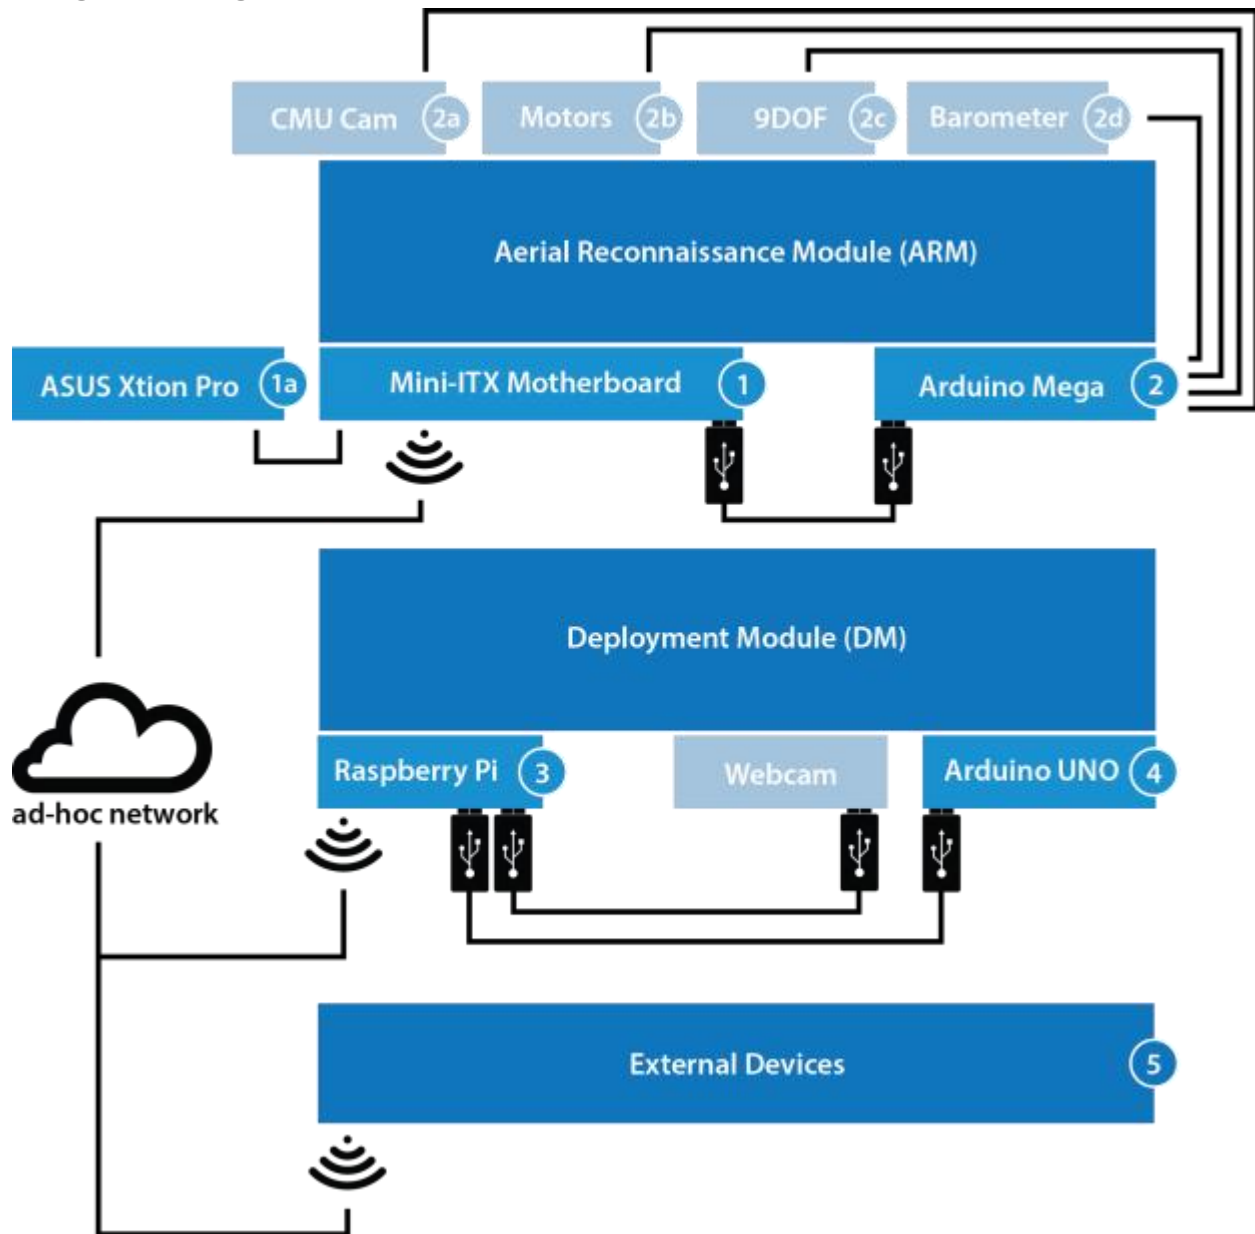 CMU Cam 2a
Motors 2b
9DOF 2c
Barometer 2d
Aerial Reconnaissance Module (ARM)
ASUS Xtion Pro 1a
Mini-ITX Motherboard 1
Arduino Mega 2
Deployment Module (DM)
Raspberry Pi 3
Webcam
Arduino UNO 4
ad-hoc network
External Devices 5